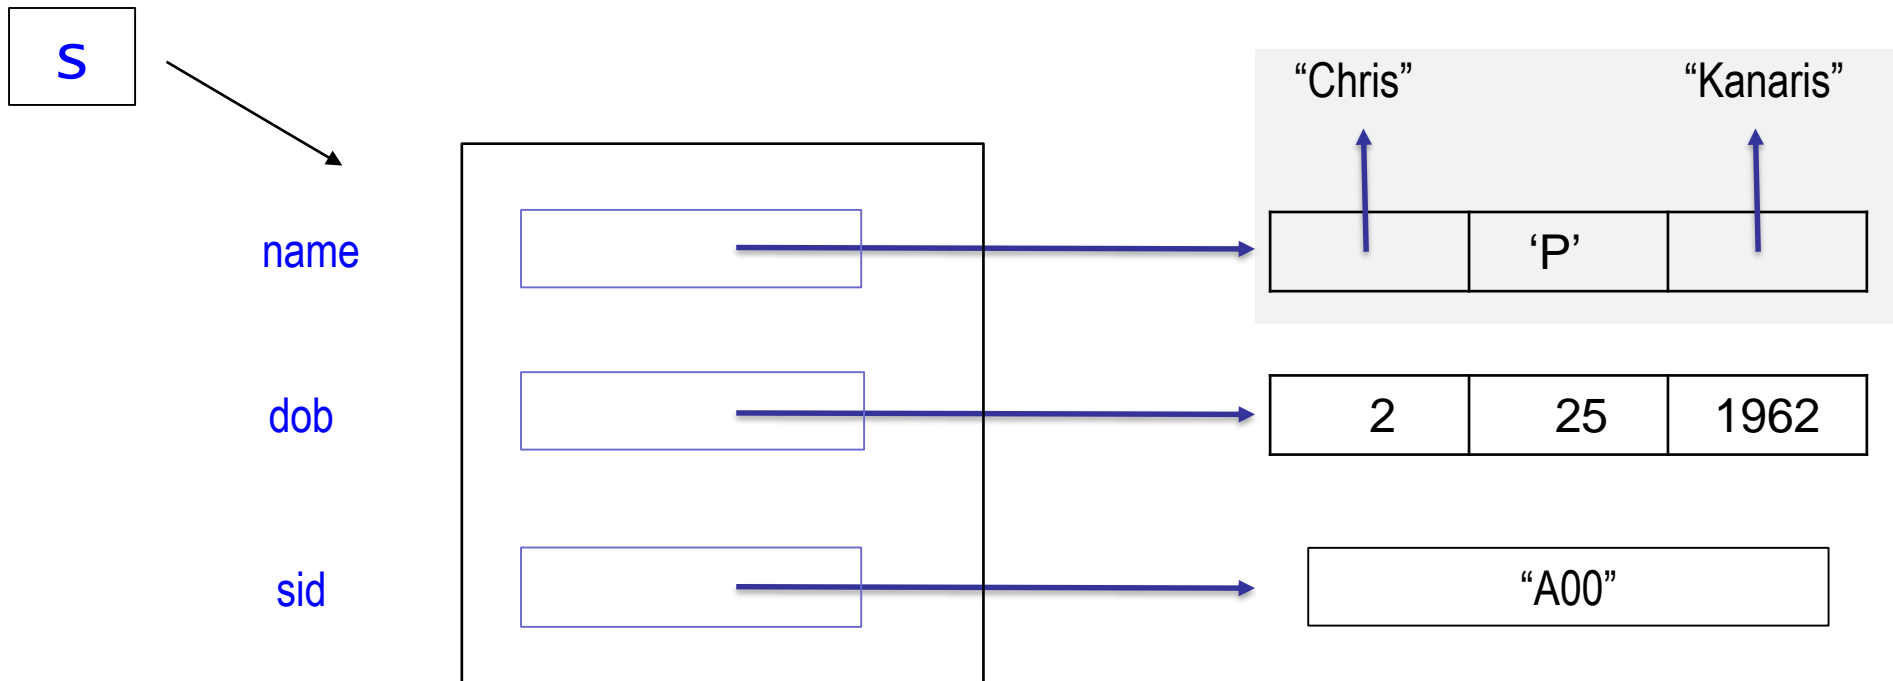 s
“Chris” “Kanaris”
name ‘P’
dob 2 25 1962
sid “A00”